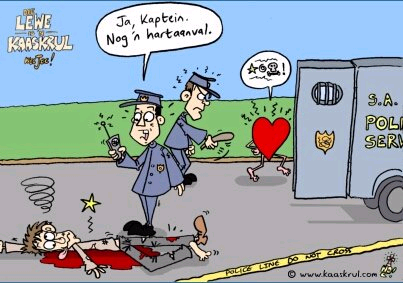 DIE
LEWE
KAASKRUL
Ja, Kaptein.
Nog 'n hartaanval.
!
S.A.
POLI
SERV
POLICE LINE DO NOT CROSS
© www.kaaskrul.com